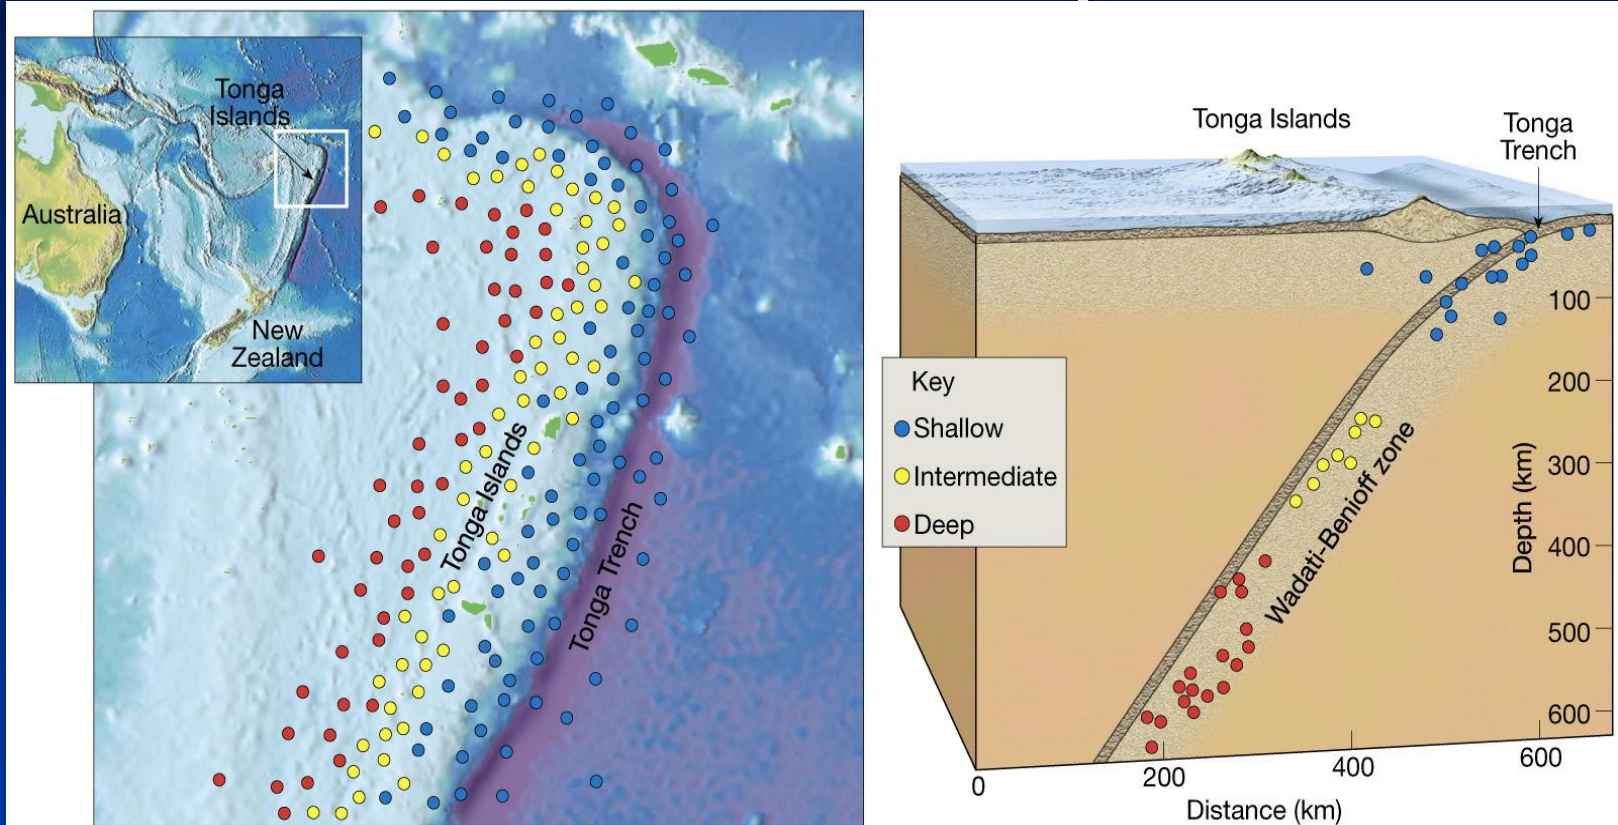 Tonga
Islands
Australia
New
Zealand
Tonga Islands
Tonga Trench
Tonga Islands
Tonga
Trench
Key
Shallow
Intermediate
Deep
Wadati-Benioff zone
100
200
300
400
500
600
Depth (km)
0
200
400
600
Distance (km)